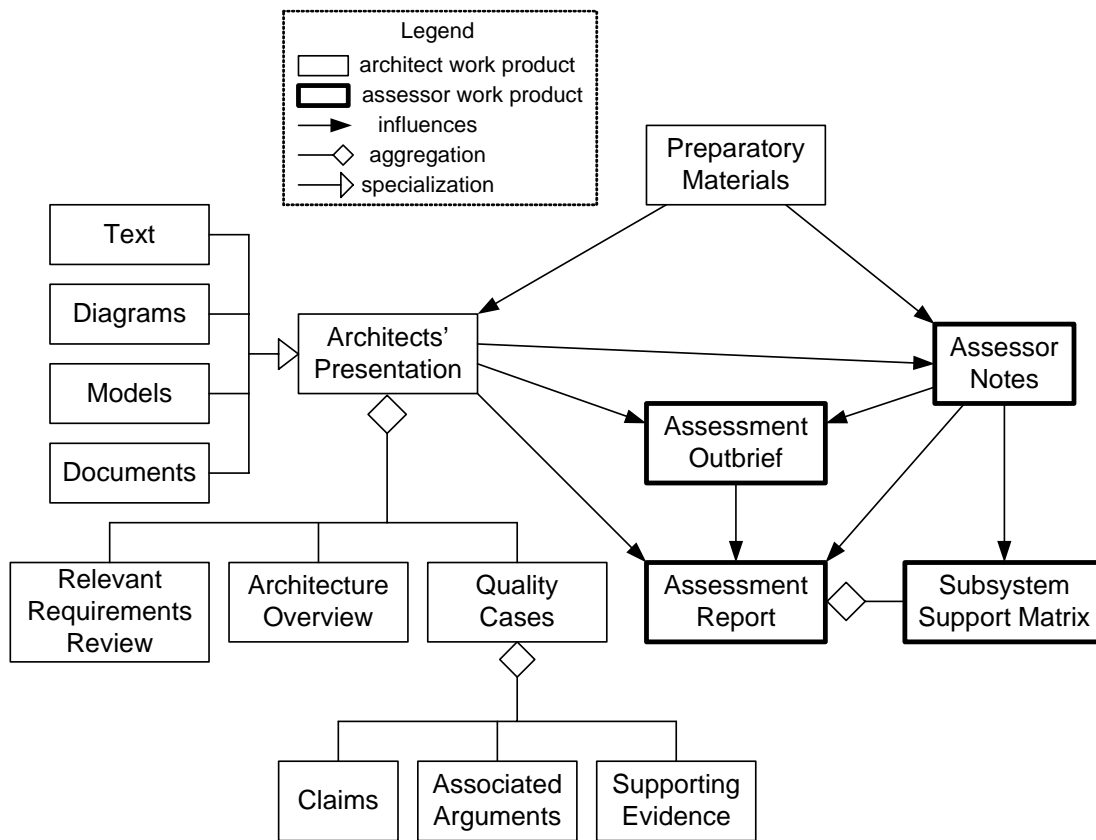 Legend
architect work product
assessor work product
influences
aggregation
specialization
Preparatory
Materials
Text
Diagrams
Models
Documents
Architects’
Presentation
Assessor
Notes
Assessment
Outbrief
Relevant
Requirements
Review
Architecture
Overview
Quality
Cases
Assessment
Report
Subsystem
Support Matrix
Claims
Associated
Arguments
Supporting
Evidence